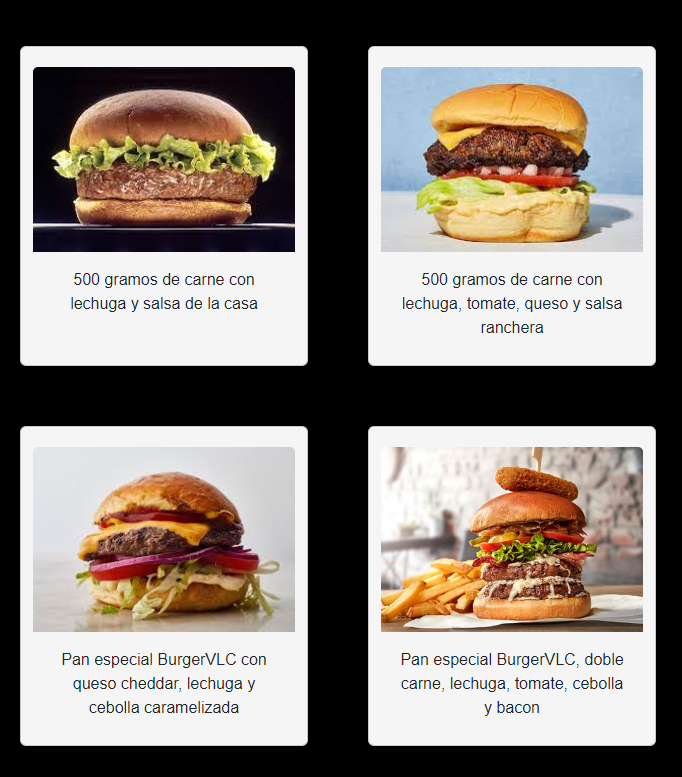 500 gramos de carne con
lechuga y salsa de la casa
500 gramos de carne con
lechuga, tomate, queso y salsa
ranchera
Pan especial BurgerVLC con
queso cheddar, lechuga y
cebolla caramelizada
Pan especial BurgerVLC, doble
carne, lechuga, tomate, cebolla
y bacon